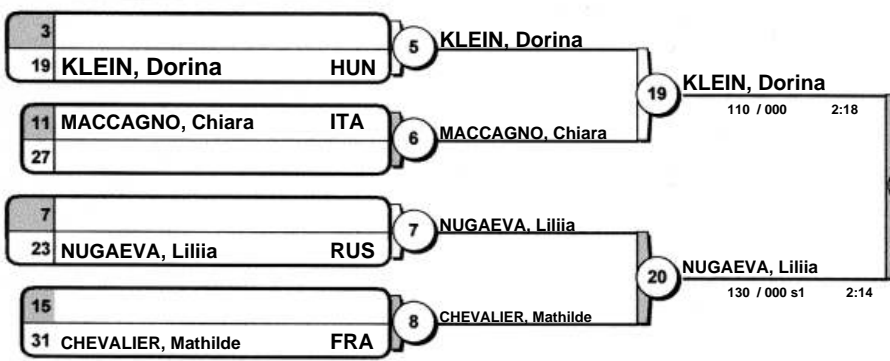 3
19 KLEIN, Dorina HUN
5
KLEIN, Dorina
11 MACCAGNO, Chiara ITA
27
6
MACCAGNO, Chiara
19
KLEIN, Dorina
110 / 000 2:18
7
23 NUGAEVA, Liliia RUS
7
NUGAEVA, Liliia
15
31 CHEVALIER, Mathilde FRA
8
CHEVALIER, Mathilde
20
NUGAEVA, Liliia
130 / 000 s1 2:14